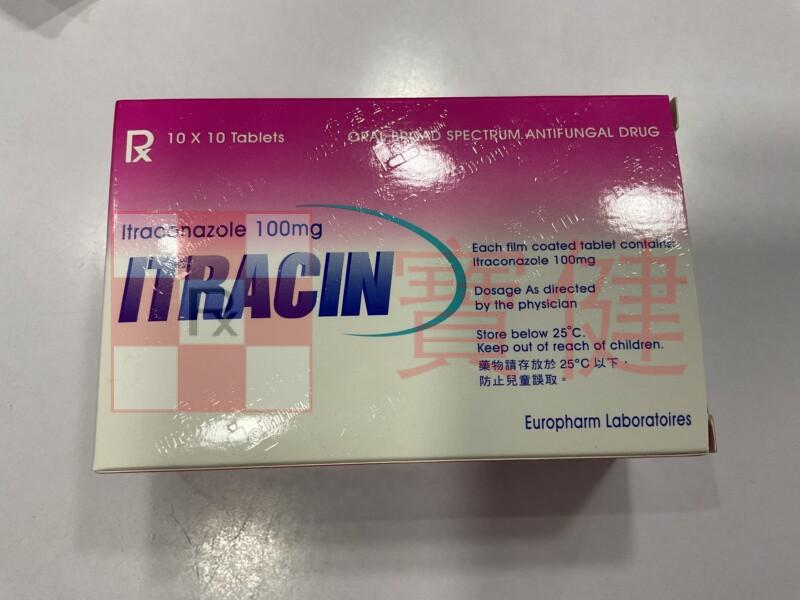 Rx 10 X 10 Tablets
ORAL BROAD SPECTRUM ANTIFUNGAL DRUG
Itraconazole 100mg
ITRACIN
Rx
寶健
Each film coated tablet contains:
Itraconazole 100mg
Dosage As directed
by the physician
Store below 25°C.
Keep out of reach of children.
藥物請存放於 25°C 以下，
防止兒童誤取。
Europharm Laboratoires